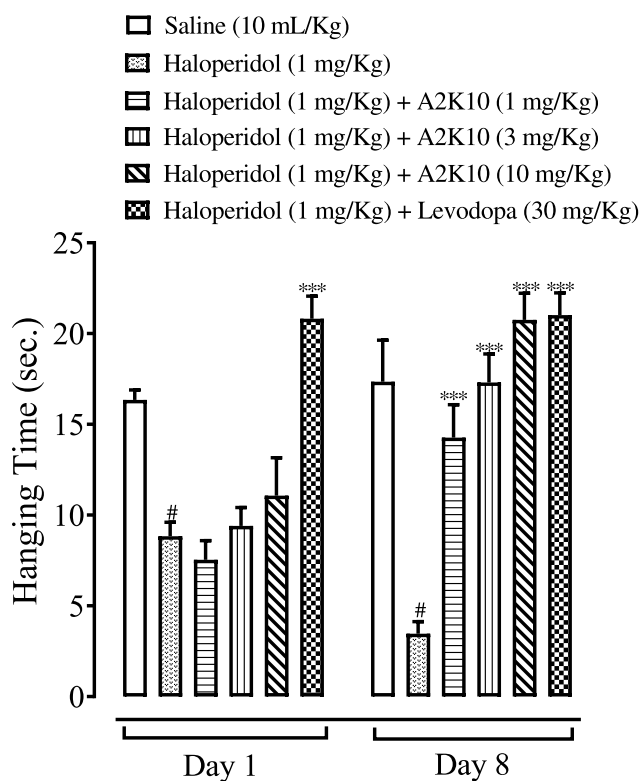 Saline (10 mL/Kg)
Haloperidol (1 mg/Kg)
Haloperidol (1 mg/Kg) + A2K10 (1 mg/Kg)
Haloperidol (1 mg/Kg) + A2K10 (3 mg/Kg)
Haloperidol (1 mg/Kg) + A2K10 (10 mg/Kg)
Haloperidol (1 mg/Kg) + Levodopa (30 mg/Kg)
25
20
15
10
5
0
Hanging Time (sec.)
#
***
#
***
***
***
***
Day 1
Day 8